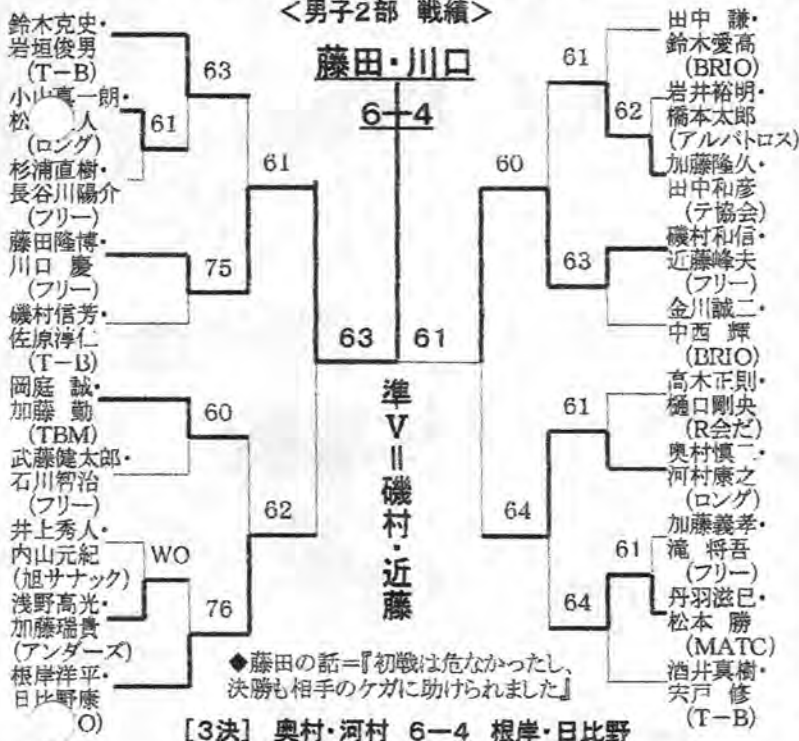 <男子2部 戦績>
藤田・川口
6-4
鈴木克史・
岩垣俊男
(T-B)
小山真一朗・
松 人
(ロング)
杉浦直樹・
長谷川陽介
(フリー)
藤田隆博・
川口 慶
(フリー)
磯村信芳・
佐原淳仁
(T-B)
岡庭 誠・
加藤 勤
(TBM)
武藤健太郎・
石川智治
(フリー)
井上秀人・
内山元紀
(旭サナック)
浅野高光・
加藤瑞貴
(アンダーズ)
根岸洋平・
日比野康
O)
63
61
61
75
60
62
WO
76
63
61
準V=磯村・近藤
61
62
60
63
61
64
61
64
田中 謙・
鈴木愛高
(BRIO)
岩井裕明・
橋本太郎
(アルバトロス)
加藤隆久・
田中和彦
(テ協会)
磯村和信・
近藤峰夫
(フリー)
金川誠二・
中西 輝
(BRIO)
高木正則・
樋口剛央
(R会だ)
奥村慎二・
河村康之
(ロング)
加藤義孝・
滝 将吾
(フリー)
丹羽滋巳・
松本 勝
(MATC)
酒井真樹・
宍戸 修
(T-B)
◆藤田の話=『初戦は危なかったし、
決勝も相手のケガに助けられました』
[3決] 奥村・河村 6-4 根岸・日比野